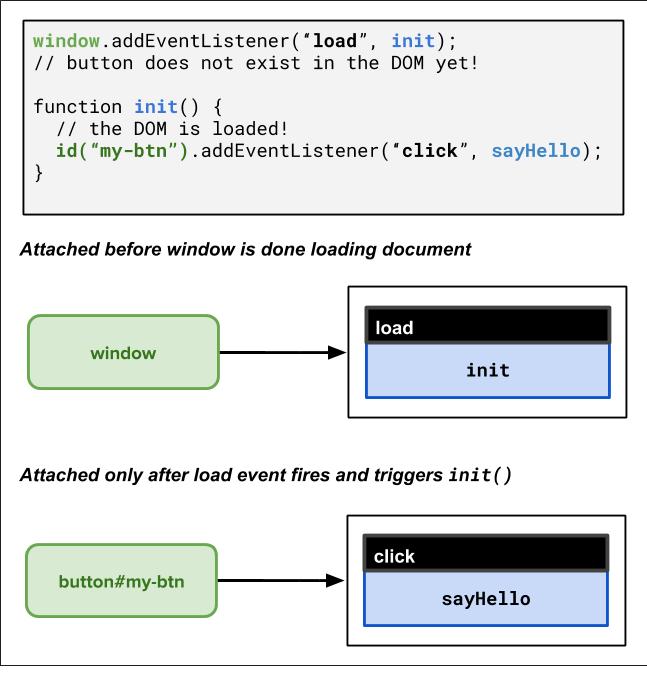 window.addEventListener(“load”, init);
// button does not exist in the DOM yet!
function init() {
// the DOM is loaded!
id(“my-btn”).addEventListener(“click”, sayHello);
}
Attached before window is done loading document
window
load
init
Attached only after load event fires and triggers init()
button#my-btn
click
sayHello